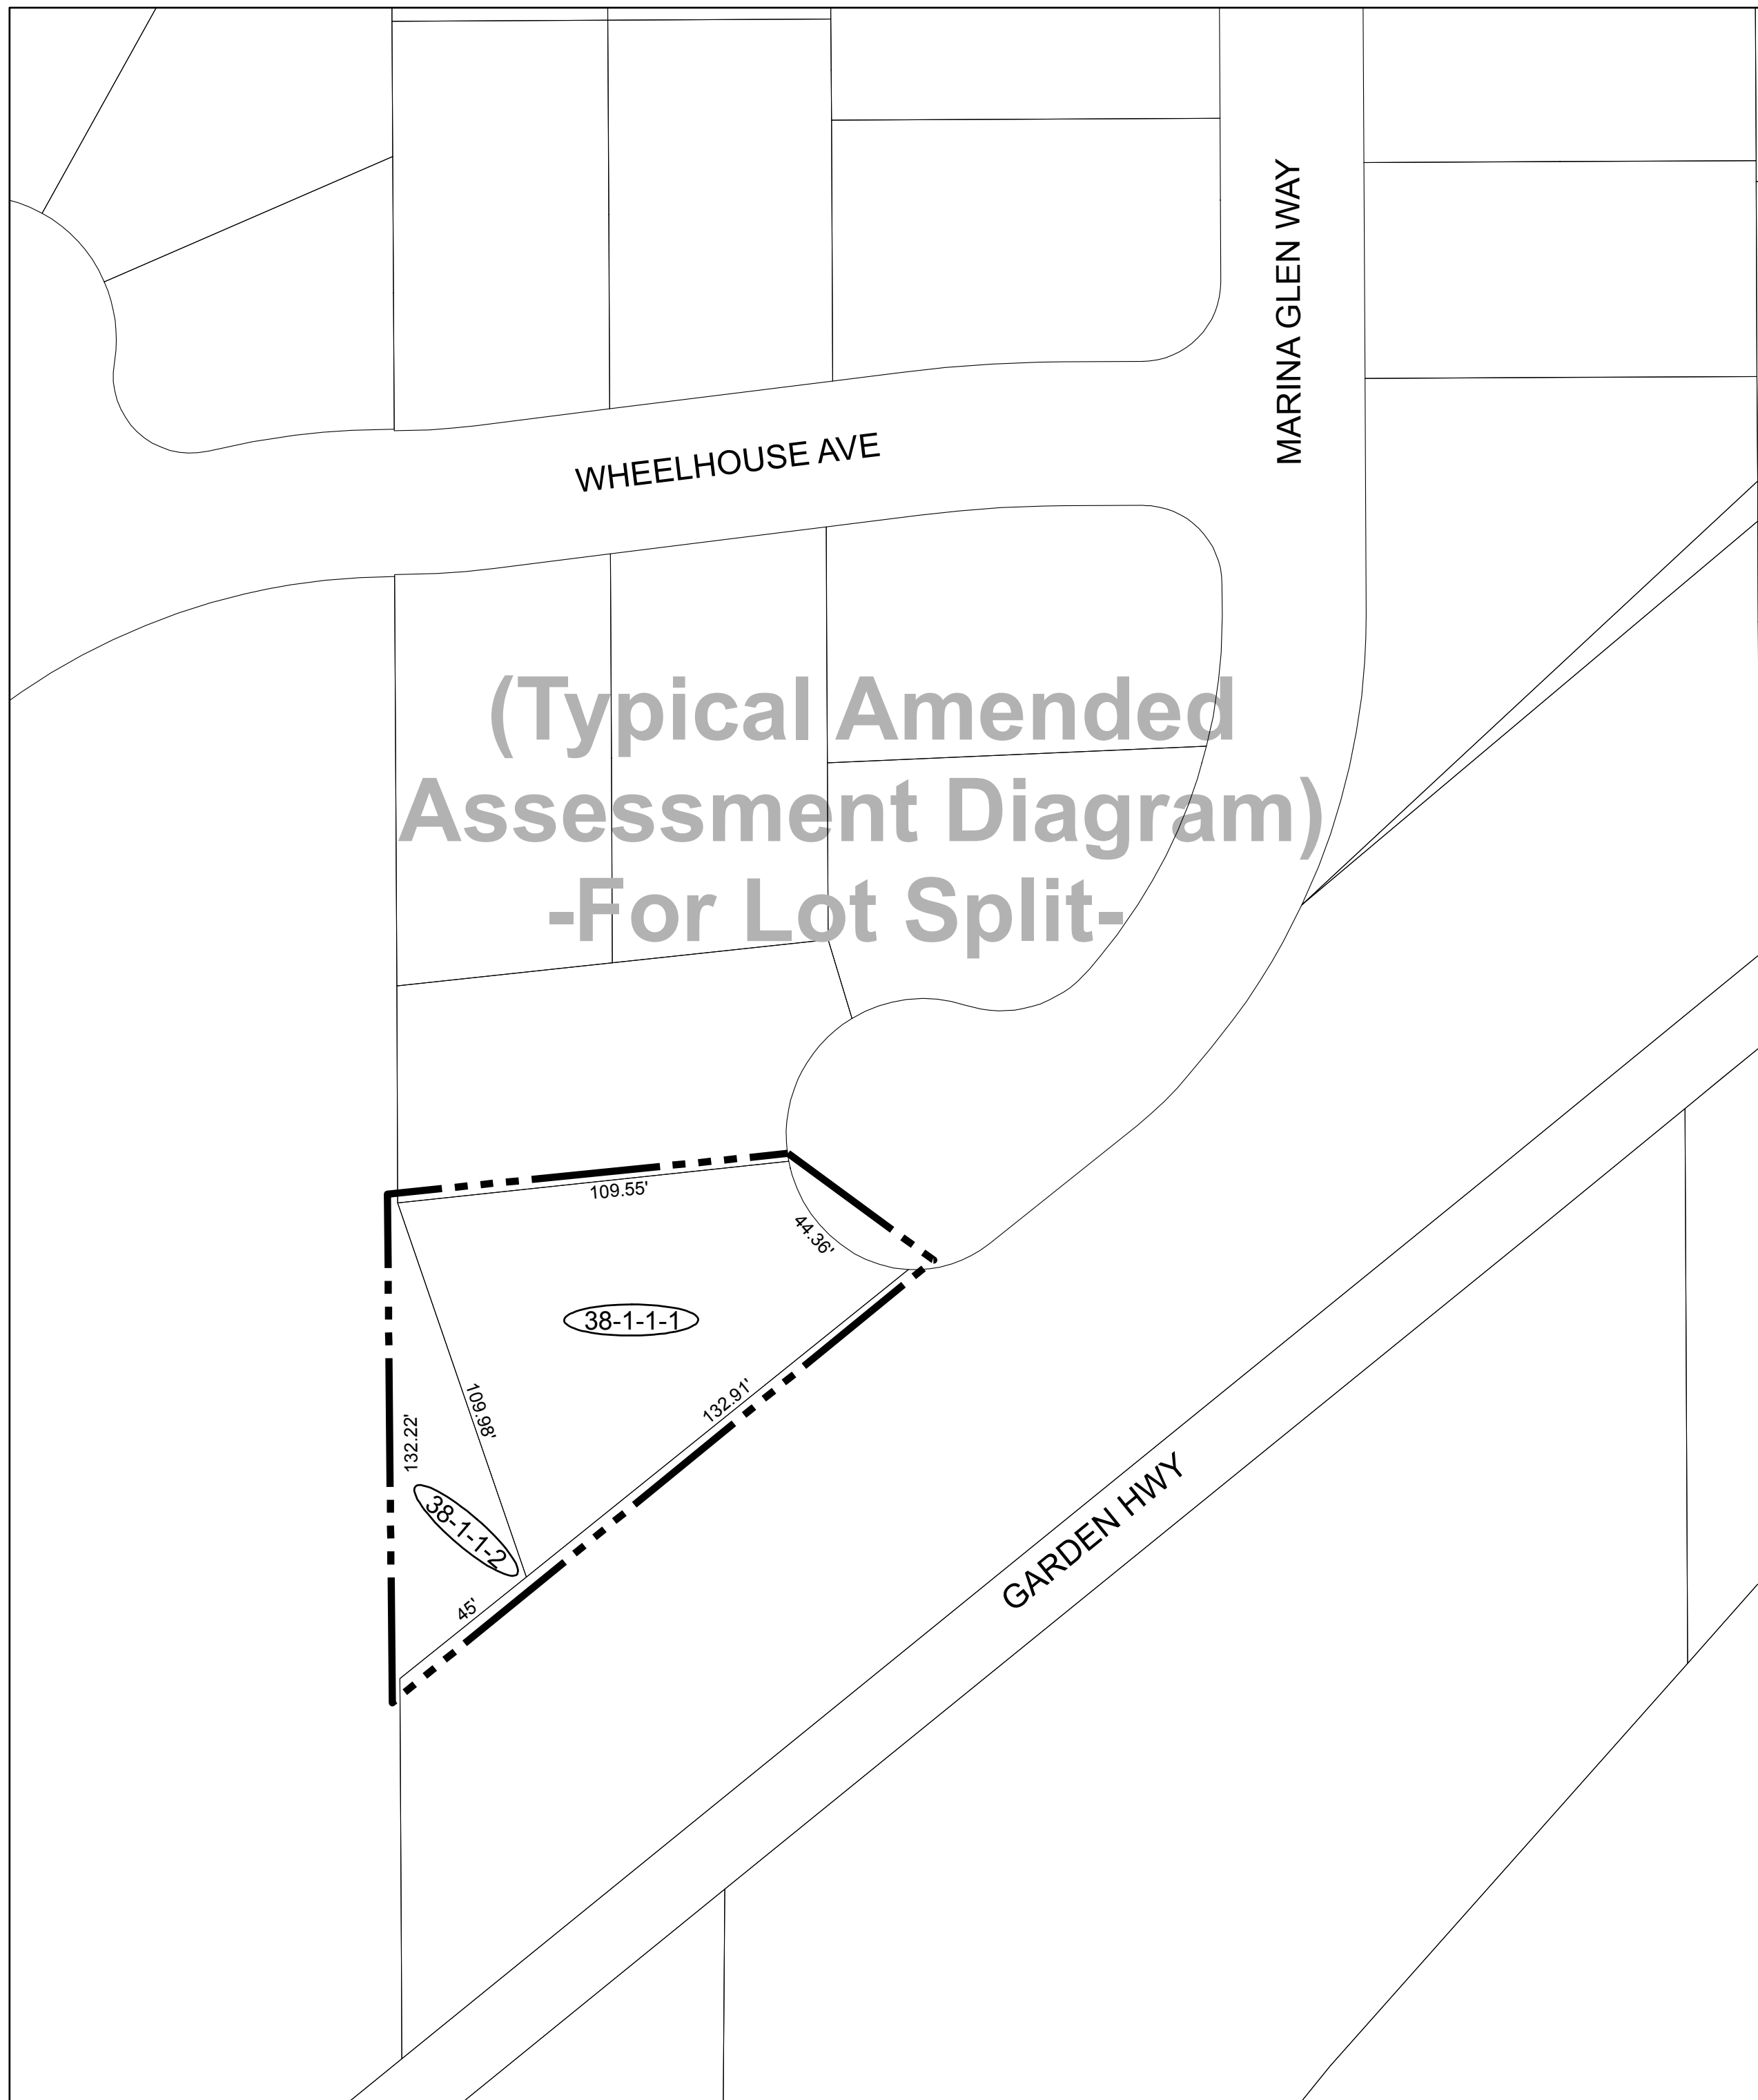 MARINA GLEN WAY
WHEELHOUSE AVE
(Typical Amended
Assessment Diagram)
-For Lot Split-
109.55'
44.36'
38-1-1-1
132.91'
109.98'
132.22'
38-1-1-2
45'
GARDEN HWY